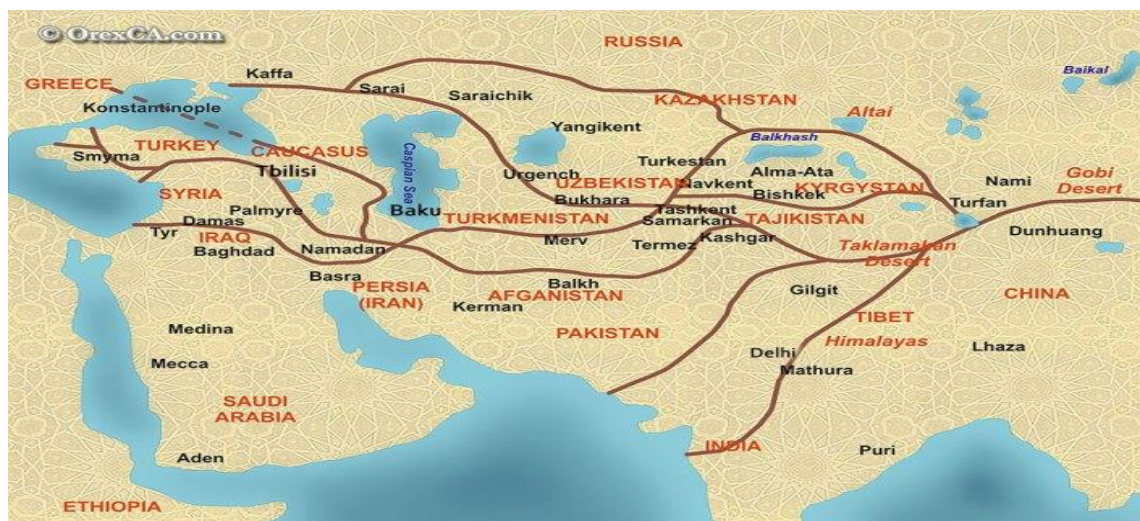 © OrexCA.com
RUSSIA
GREECE
Kaffa
Sarai
Saraichik
KAZAKHSTAN
Baikal
Altai
Konstantinople
Yangikent
Balkhash
TURKEY
CAUCASUS
Smyma
Tbilisi
Caspian Sea
Turkestan
Urgench
Alma-Ata
Nami
Gobi
Desert
SYRIA
UZBEKISTAN
Navkent
Bishkek
KYRGYSTAN
Bukhara
Turfan
Palmyre
Baku
TURKMENISTAN
Tashkent
TAJIKISTAN
Damas
Samarkan
Dunhuang
Tyr
IRAQ
Baghdad
Namadan
Merv
Termez
Kashgar
Taklamakan
Desert
Basra
PERSIA
(IRAN)
Balkh
AFGANISTAN
Kerman
Gilgit
CHINA
Medina
PAKISTAN
TIBET
Himalayas
Lhaza
Mecca
Delhi
Mathura
SAUDI
ARABIA
INDIA
Puri
Aden
ETHIOPIA